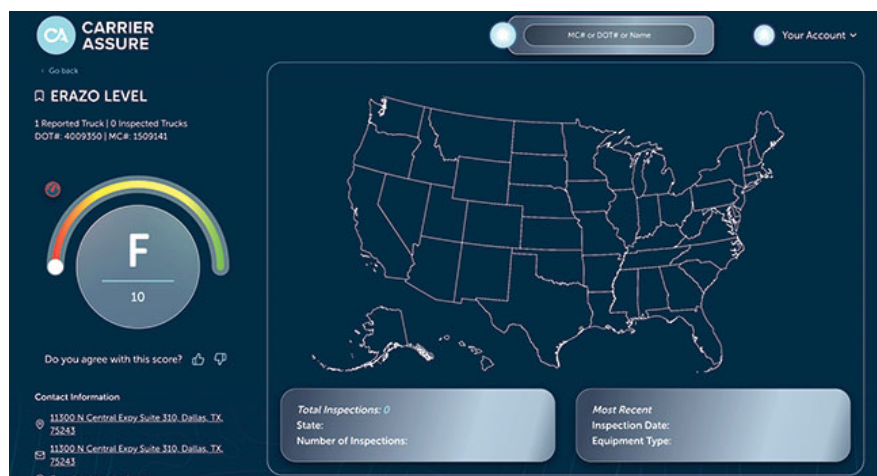 CA CARRIER
ASSURE
MC# or DOT# or Name
Your Account
Go back
ERAZO LEVEL
1 Reported Truck | 0 Inspected Trucks
DOT#: 4009350 | MC#: 1509141
F
10
Do you agree with this score?
Contact Information
11300 N Central Expy Suite 310, Dallas, TX,
75243
11300 N Central Expy Suite 310, Dallas, TX,
75243
Total Inspections: 0
State:
Number of Inspections:
Most Recent
Inspection Date:
Equipment Type: